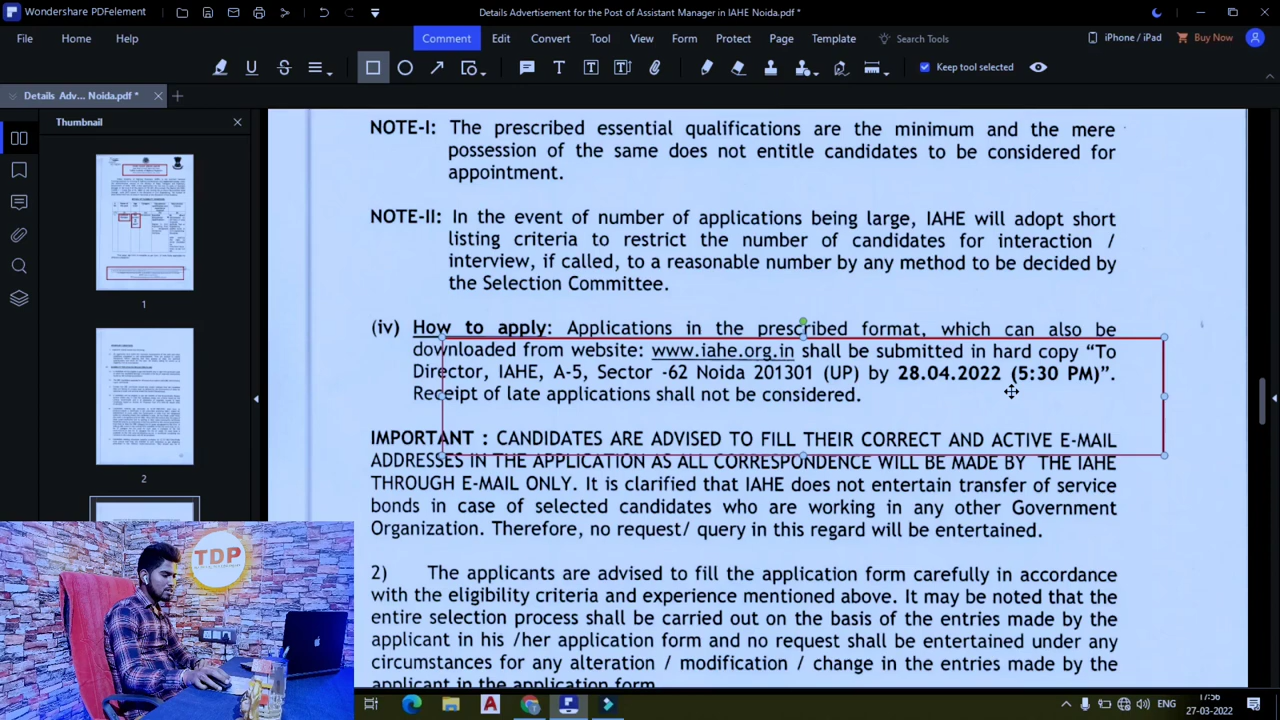 Wondershare PDFelement
Details Advertisement for the Post of Assistant Manager in IAHE Noida.pdf *
File Home Help Comment Edit Convert Tool View Form Protect Page Template Search Tools iPhone / iPad Buy Now
Keep tool selected
Details Adv... Noida.pdf *
Thumbnail
1
2
NOTE-I: The prescribed essential qualifications are the minimum and the mere
possession of the same does not entitle candidates to be considered for
appointment.
NOTE-II: In the event of number of applications being large, IAHE will adopt short
listing criteria to restrict the number of candidates for interaction /
interview, if called, to a reasonable number by any method to be decided by
the Selection Committee.
(iv) How to apply: Applications in the prescribed format, which can also be
downloaded from website: www.iahe.org.in shall be submitted in hard copy “To
Director, IAHE, A-5, Sector -62 Noida 201301 (UP) by 28.04.2022 (5:30 PM)”.
Receipt of late applications shall not be considered.
IMPORTANT : CANDIDATES ARE ADVISED TO FILL THEIR CORRECT AND ACTIVE E-MAIL
ADDRESSES IN THE APPLICATION AS ALL CORRESPONDENCE WILL BE MADE BY THE IAHE
THROUGH E-MAIL ONLY. It is clarified that IAHE does not entertain transfer of service
bonds in case of selected candidates who are working in any other Government
Organization. Therefore, no request/ query in this regard will be entertained.
2) The applicants are advised to fill the application form carefully in accordance
with the eligibility criteria and experience mentioned above. It may be noted that the
entire selection process shall be carried out on the basis of the entries made by the
applicant in his /her application form and no request shall be entertained under any
circumstances for any alteration / modification / change in the entries made by the
applicant in the application form.
TDP
ENG
17:56
27-03-2022